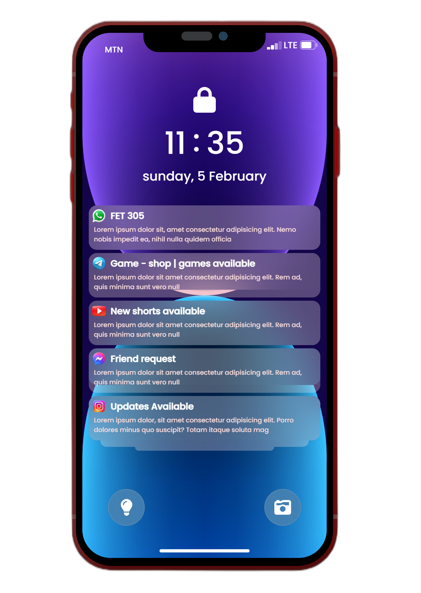 MTN
LTE
11 : 35
sunday, 5 February
FET 305
Lorem ipsum dolor sit, amet consectetur adipisicing elit. Nemo
nobis impedit ea, nihil nulla quidem officia
Game - shop | games available
Lorem ipsum dolor sit amet consectetur adipisicing elit. Rem ad,
quis minima sunt vero null
New shorts available
Lorem ipsum dolor sit amet consectetur adipisicing elit. Rem ad,
quis minima sunt vero null
Friend request
Lorem ipsum dolor sit amet consectetur adipisicing elit. Rem ad,
quis minima sunt vero null
Updates Available
Lorem ipsum dolor, sit amet consectetur adipisicing elit. Porro
dolores minus quo suscipit? Totam itaque soluta mag